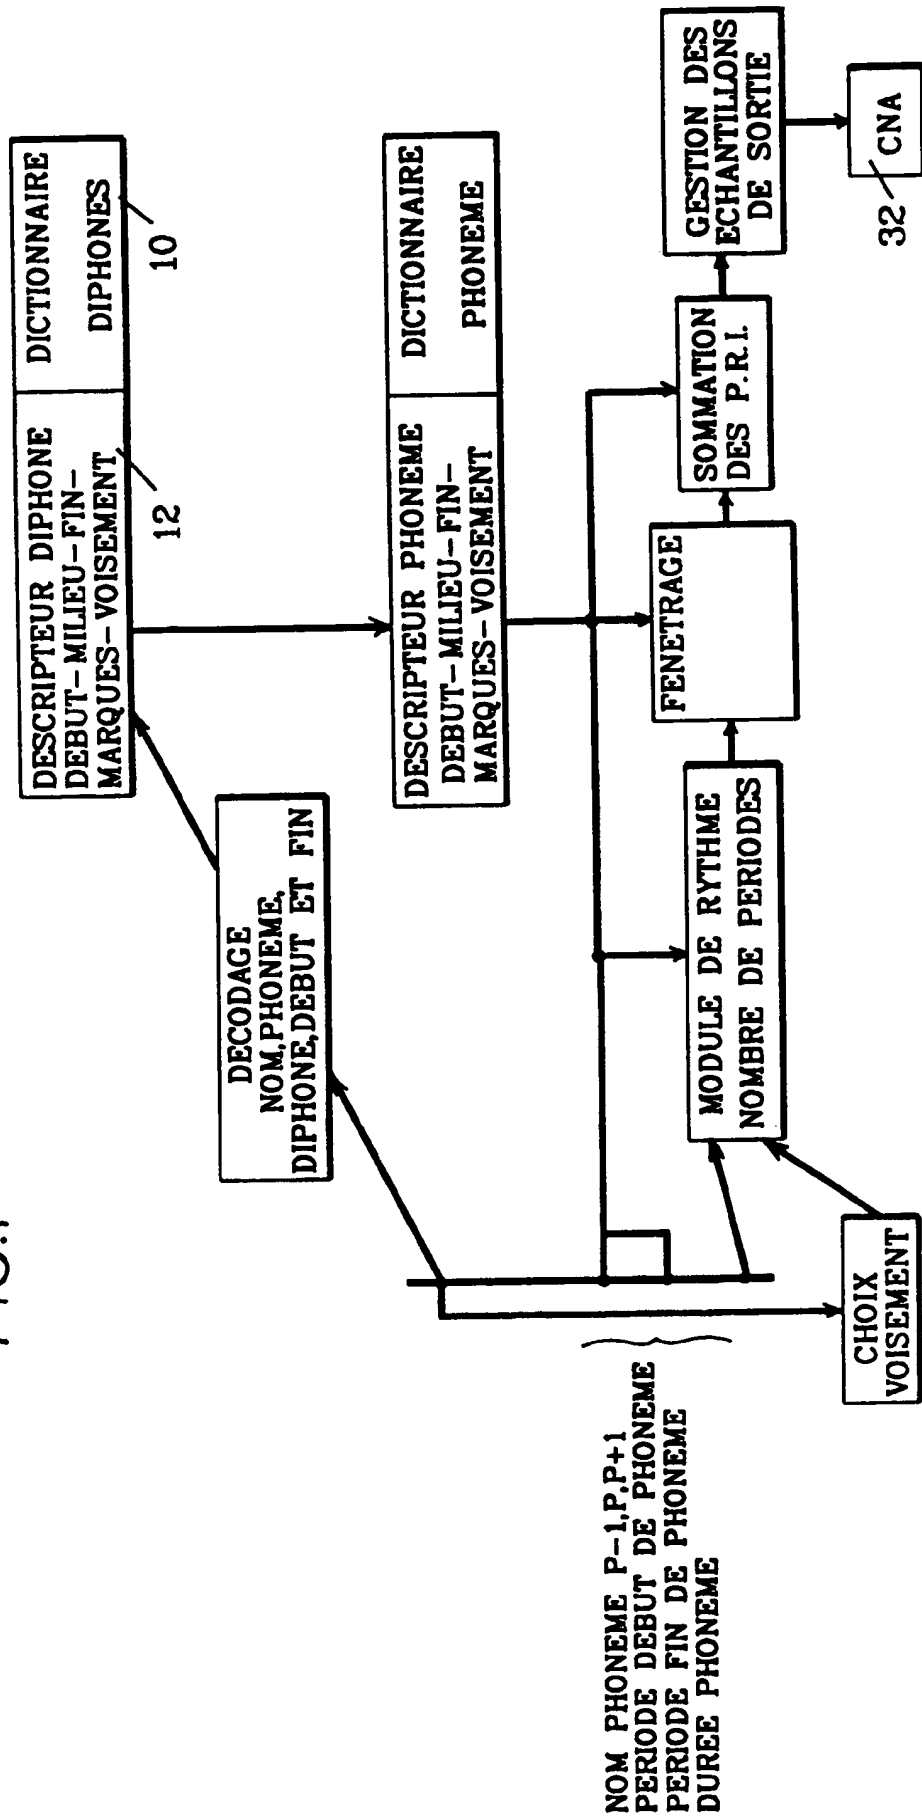 NOM PHONEME P-1,P,P+1
PERIODE DEBUT DE PHONEME
PERIODE FIN DE PHONEME
DUREE PHONEME
CHOIX
VOISEMENT
DECODAGE
NOM,PHONEME,
DIPHONE,DEBUT ET FIN
DESCRIPTEUR DIPHONE
DEBUT-MILIEU-FIN-
MARQUES-VOISEMENT
12
DICTIONNAIRE
DIPHONES
10
DESCRIPTEUR PHONEME
DEBUT-MILIEU-FIN-
MARQUES-VOISEMENT
DICTIONNAIRE
PHONEME
MODULE DE RYTHME
NOMBRE DE PERIODES
FENETRAGE
SOMMATION
DES P.R.I.
GESTION DES
ECHANTILLONS
DE SORTIE
CNA
32